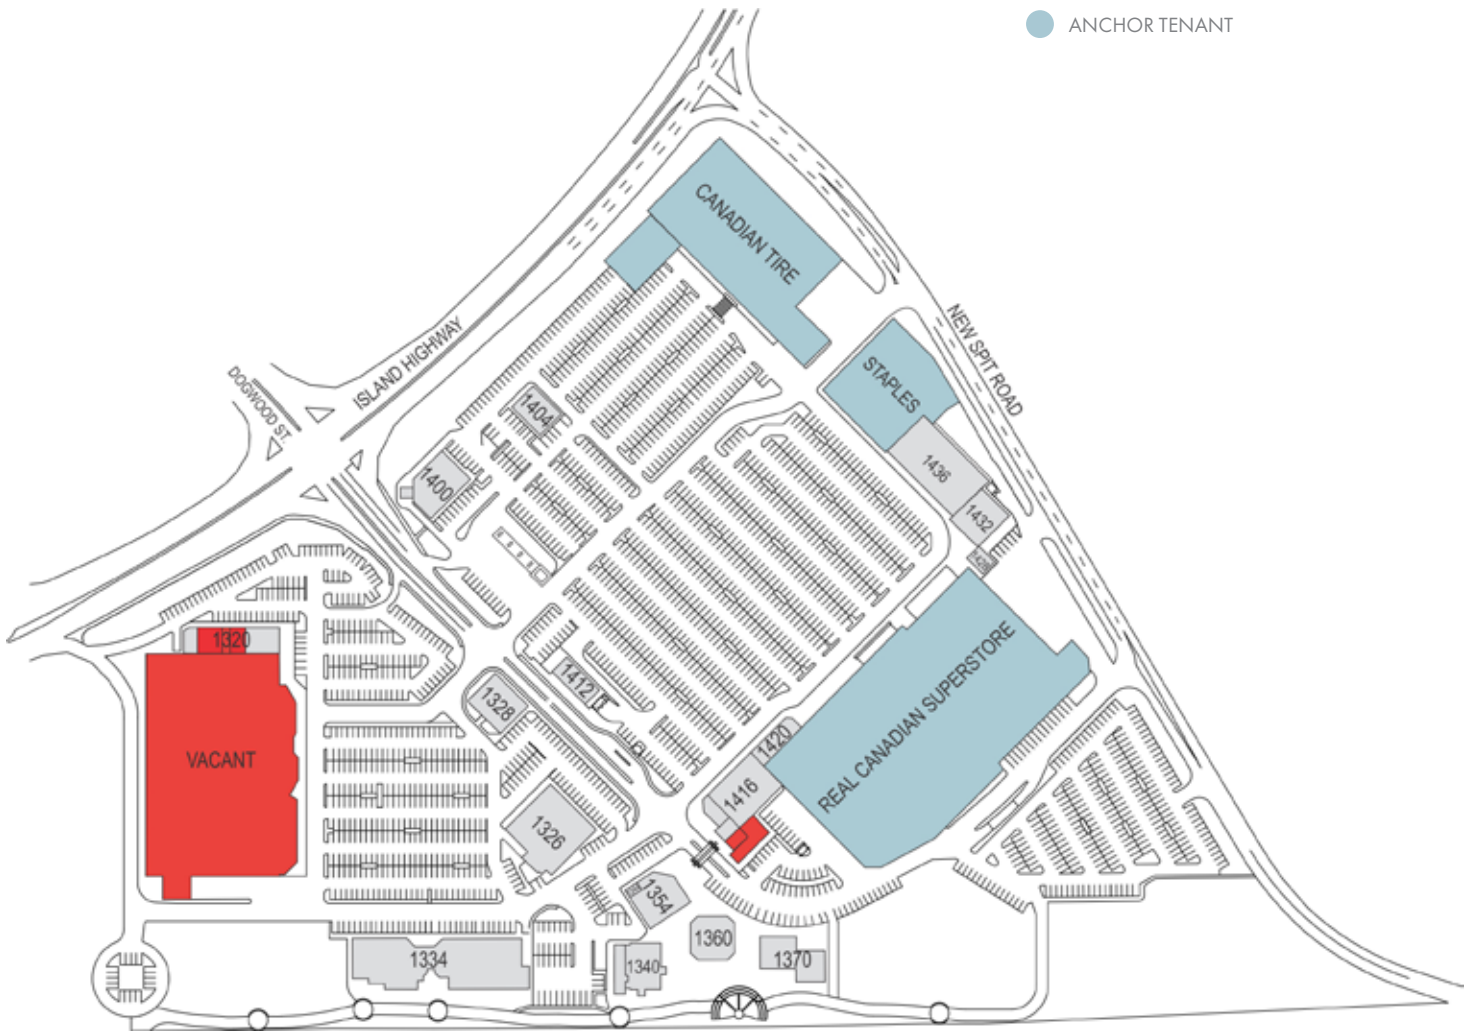 ANCHOR TENANT
CANADIAN TIRE
ISLAND HIGHWAY
NEW SPIT ROAD
DOGWOOD ST.
STAPLES
1404
1400
1436
1432
1320
1412
1328
REAL CANADIAN SUPERSTORE
VACANT
1420
1416
1326
1354
1360
1334
1340
1370